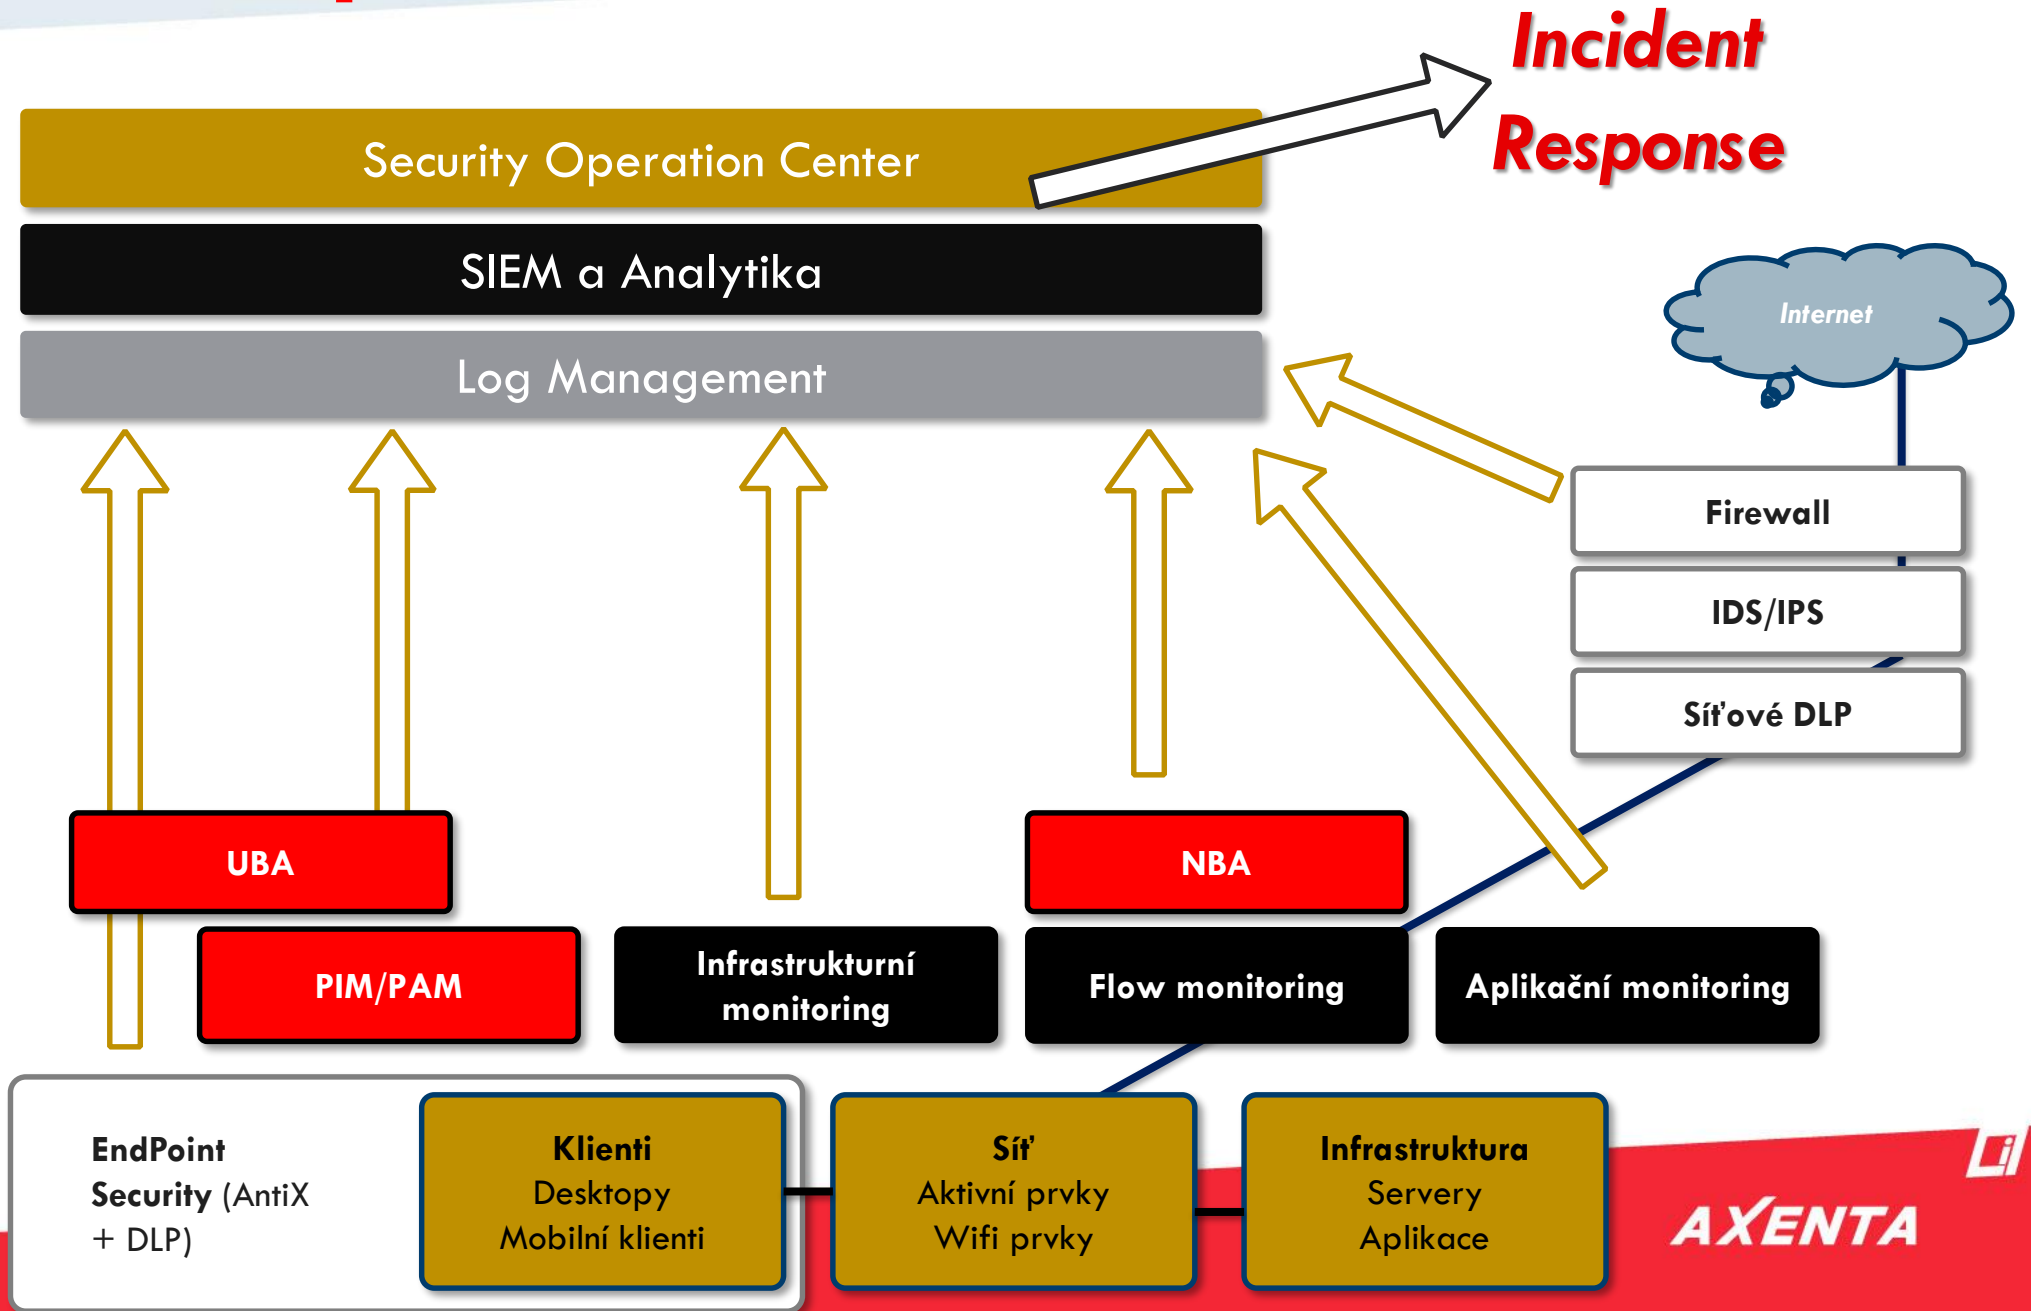 Incident
Response
Security Operation Center
SIEM a Analytika
Log Management
Internet
Firewall
IDS/IPS
Síťové DLP
UBA
NBA
PIM/PAM
Infrastrukturní
monitoring
Flow monitoring
Aplikační monitoring
EndPoint
Security (AntiX
+ DLP)
Klienti
Desktopy
Mobilní klienti
Síť
Aktivní prvky
Wifi prvky
Infrastruktura
Servery
Aplikace
AXENTA